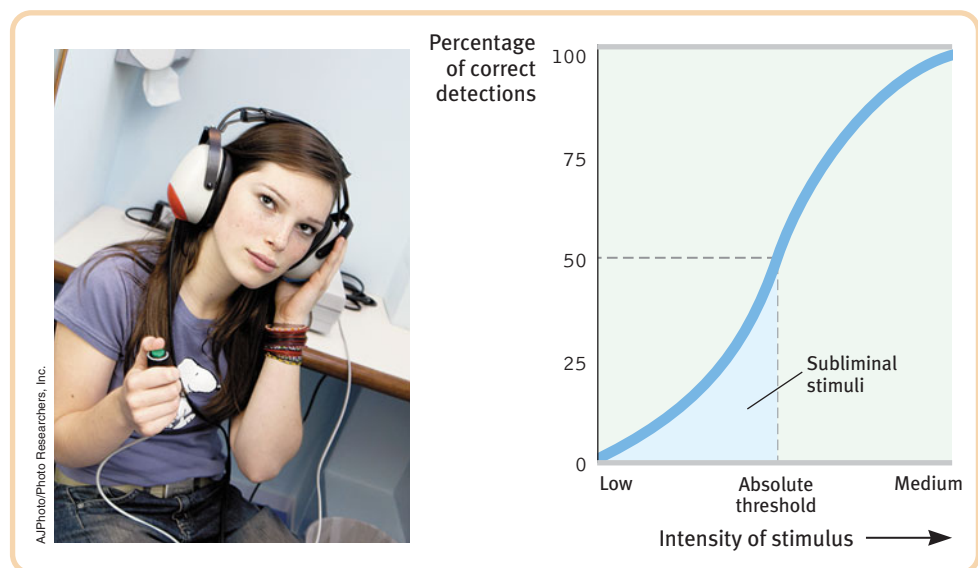 AJPhoto/Photo Researchers, Inc.
Percentage
of correct
detections
100
75
50
25
0
Subliminal
stimuli
Low
Absolute
threshold
Medium
Intensity of stimulus